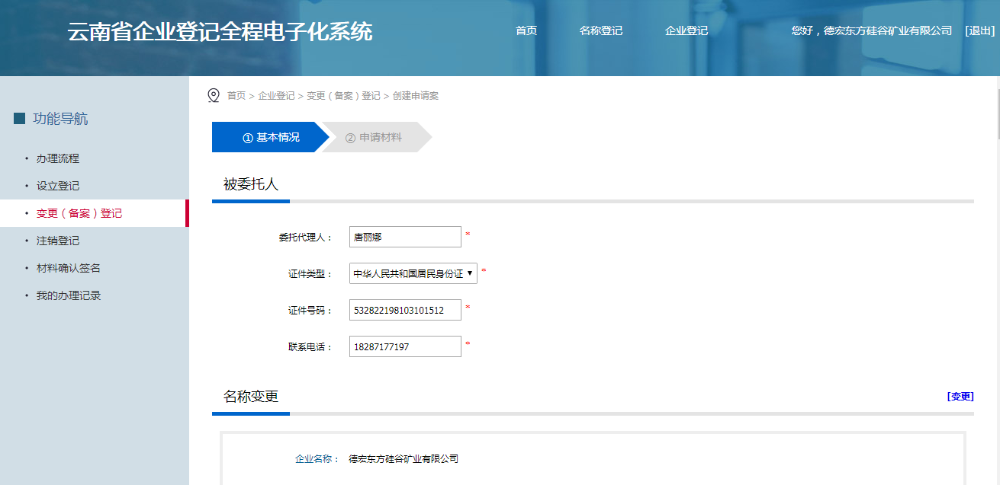 云南省企业登记全程电子化系统
首页 名称登记 企业登记 您好，德宏东方硅谷矿业有限公司 [退出]
首页 > 企业登记 > 变更（备案）登记 > 创建申请案
功能导航
办理流程
设立登记
变更（备案）登记
注销登记
材料确认签名
我的办理记录
① 基本情况 ② 申请材料
被委托人
委托代理人： 唐丽娜 *
证件类型： 中华人民共和国居民身份证 *
证件号码： 532822198103101512 *
联系电话： 18287177197 *
名称变更 [变更]
企业名称： 德宏东方硅谷矿业有限公司